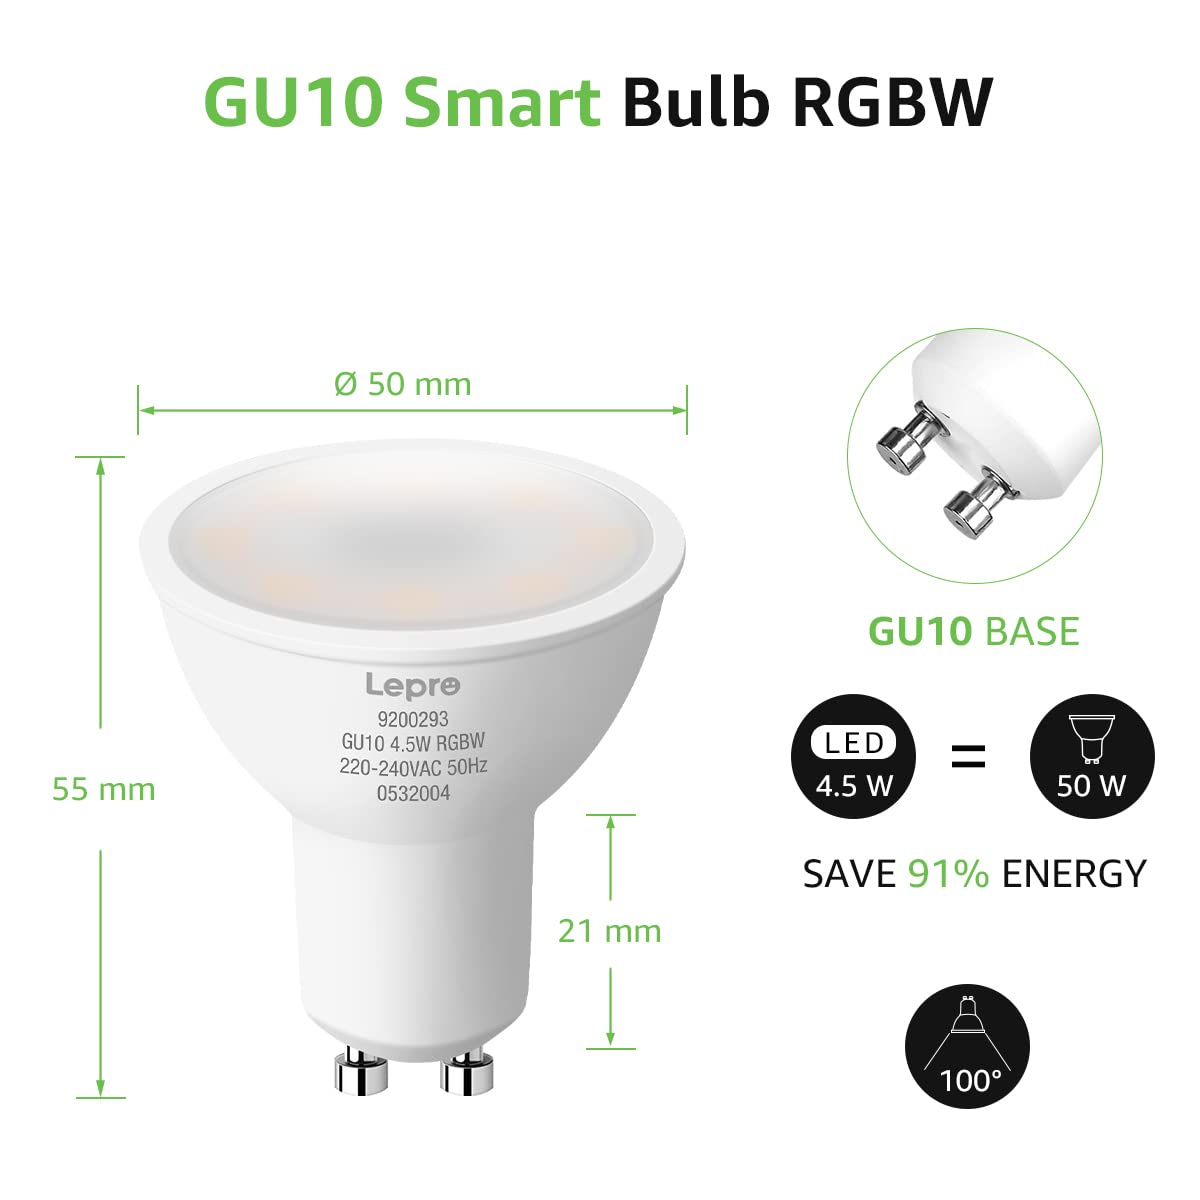 GU10 Smart Bulb RGBW
Ø 50 mm
55 mm
Lepro
9200293
GU10 4.5W RGBW
220-240VAC 50Hz
0532004
21 mm
GU10 BASE
LED
4.5 W
=
50 W
SAVE 91% ENERGY
100°